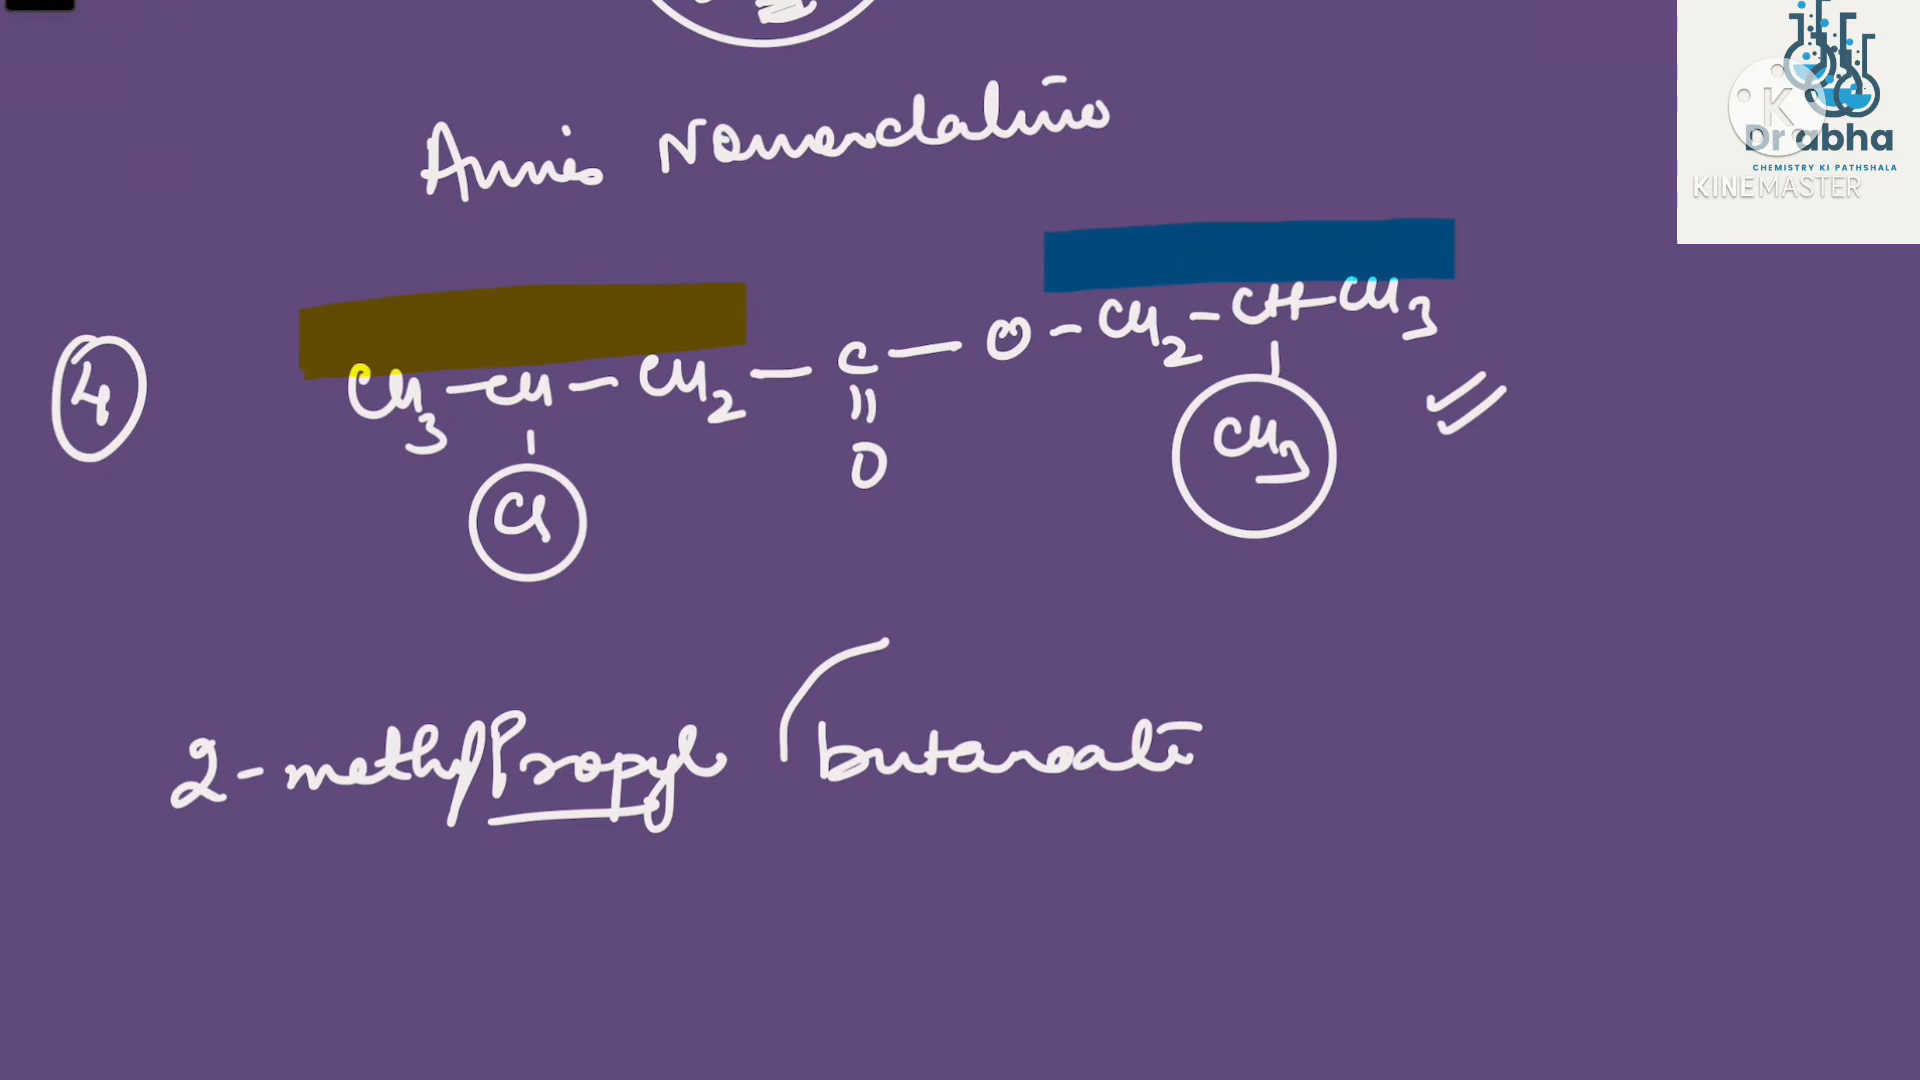 Amines Nomenclature
4
CH3-CH-CH2-C-O-CH2-CH-CH3
Cl
O
CH3
2-methylPropyl (butanoate
Dr abha
CHEMISTRY KI PATHSHALA
K
KINEMASTER